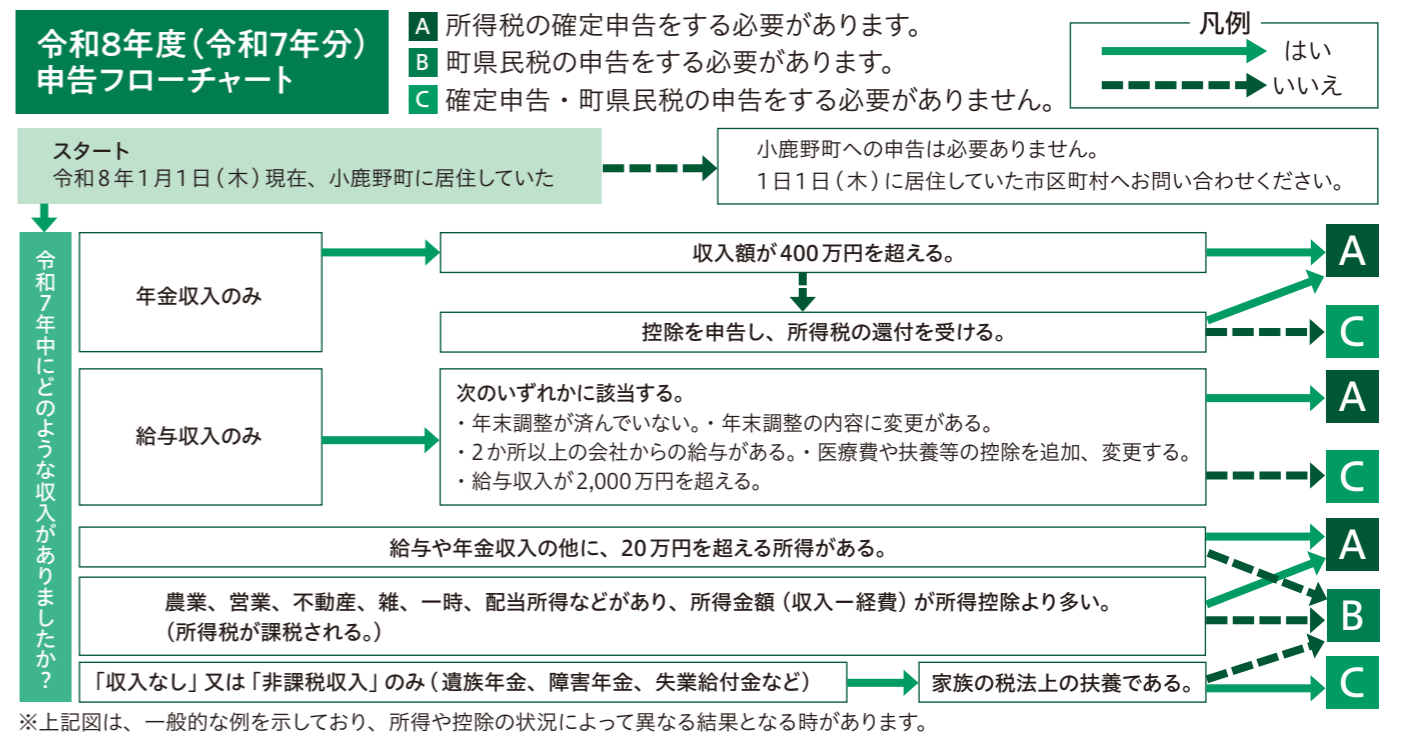 令和8年度（令和7年分）
申告フローチャート
A 所得税の確定申告をする必要があります。
B 町県民税の申告をする必要があります。
C 確定申告・町県民税の申告をする必要がありません。
凡例
はい
いいえ
スタート
令和8年1月1日（木）現在、小鹿野町に居住していた
小鹿野町への申告は必要ありません。
1日1日（木）に居住していた市区町村へお問い合わせください。
令和7年中にどのような収入がありましたか？
年金収入のみ
収入額が400万円を超える。
A
控除を申告し、所得税の還付を受ける。
C
給与収入のみ
次のいずれかに該当する。
・年末調整が済んでいない。・年末調整の内容に変更がある。
・2か所以上の会社からの給与がある。・医療費や扶養等の控除を追加、変更する。
・給与収入が2,000万円を超える。
A
C
給与や年金収入の他に、20万円を超える所得がある。
A
農業、営業、不動産、雑、一時、配当所得などがあり、所得金額（収入ー経費）が所得控除より多い。
（所得税が課税される。）
B
「収入なし」又は「非課税収入」のみ（遺族年金、障害年金、失業給付金など）
家族の税法上の扶養である。
C
※上記図は、一般的な例を示しており、所得や控除の状況によって異なる結果となる時があります。